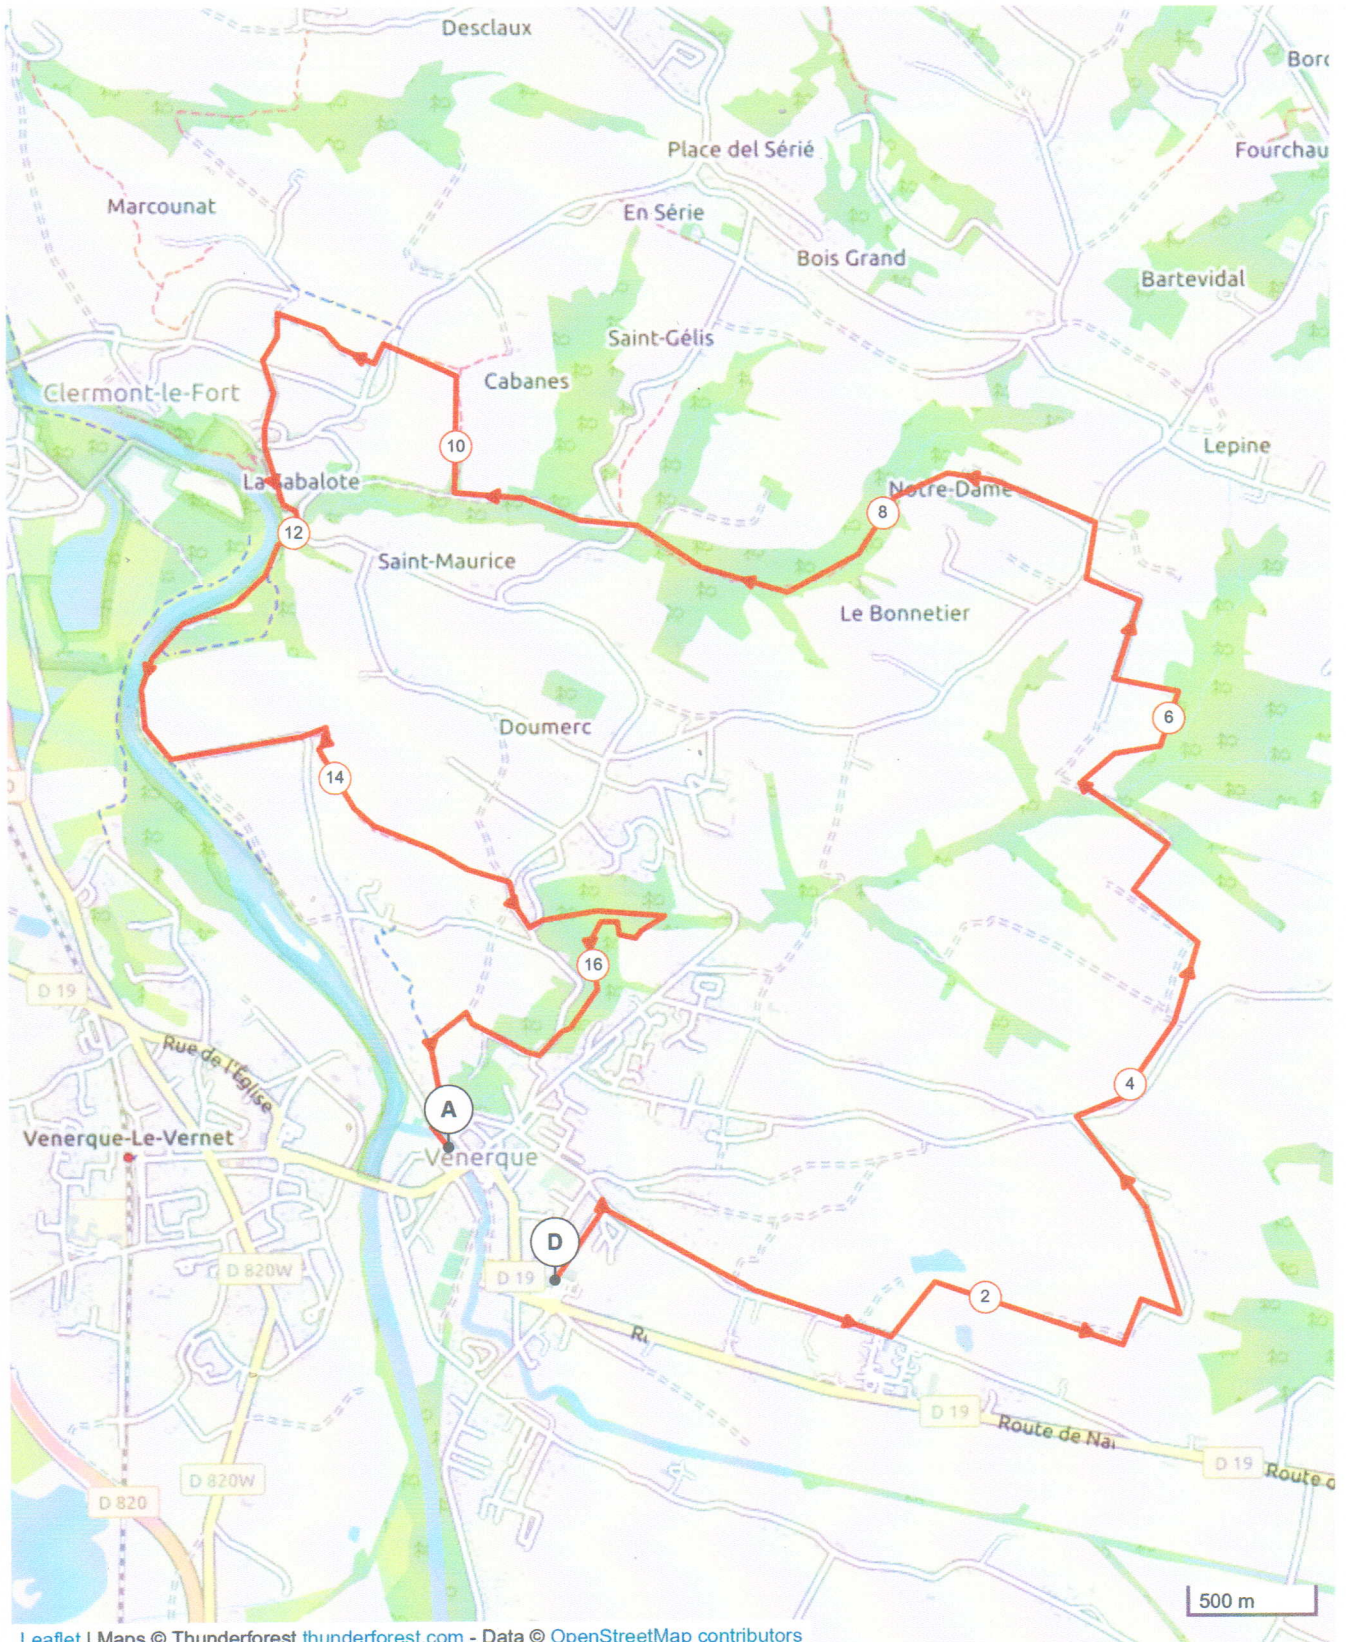 Desclaux
Place del Sérié
Fourchau
Marcounat
En Série
Bois Grand
Bartevidal
Saint-Gélis
Cabanes
Clermont-le-Fort
10
Lepine
La Sabalote
Notre-Dame
8
12
Saint-Maurice
Le Bonnetier
6
Doumerc
14
16
D 19
Rue de l'Église
4
A
Venerque-Le-Vernet
Venerque
D
D 820W
D 19
2
D 19
Route de Na
D 19
Route d
D 820W
D 820
500 m
Leaflet | Maps © Thunderforest thunderforest.com - Data © OpenStreetMap contributors